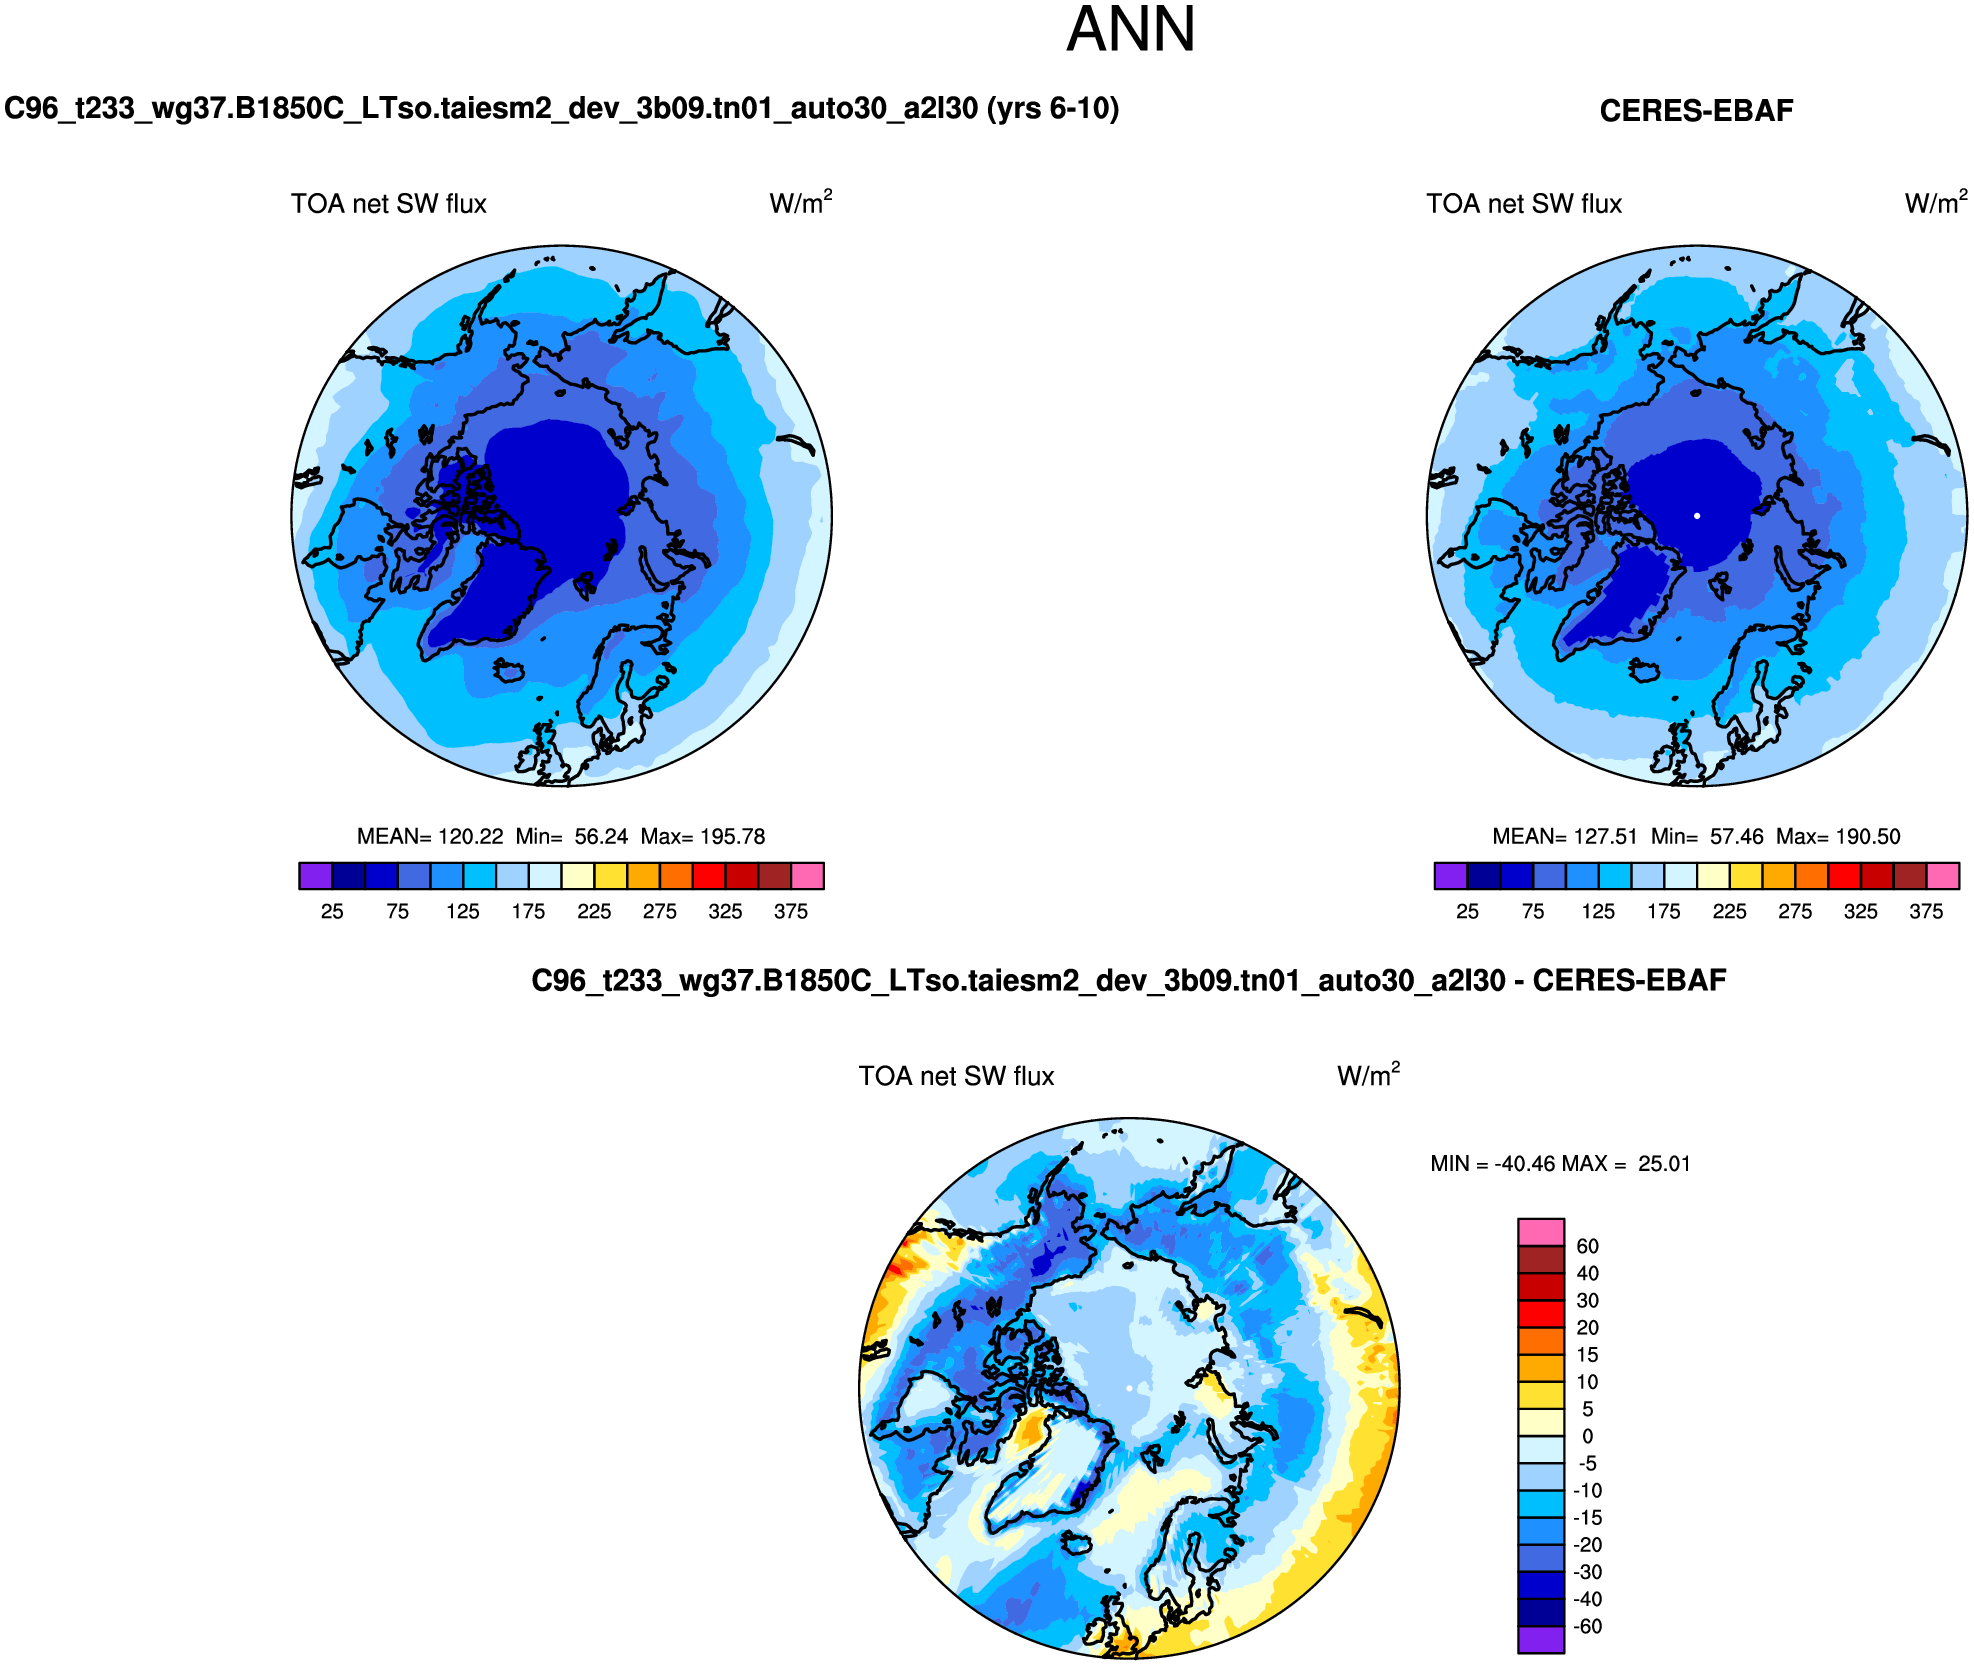 ANN
C96_t233_wg37.B1850C_LTso.taiesm2_dev_3b09.tn01_auto30_a2l30 (yrs 6-10)
CERES-EBAF
TOA net SW flux W/m²
TOA net SW flux W/m²
MEAN= 120.22 Min= 56.24 Max= 195.78
MEAN= 127.51 Min= 57.46 Max= 190.50
25 75 125 175 225 275 325 375
25 75 125 175 225 275 325 375
C96_t233_wg37.B1850C_LTso.taiesm2_dev_3b09.tn01_auto30_a2l30 - CERES-EBAF
TOA net SW flux W/m²
MIN = -40.46 MAX = 25.01
60
40
30
20
15
10
5
0
-5
-10
-15
-20
-30
-40
-60